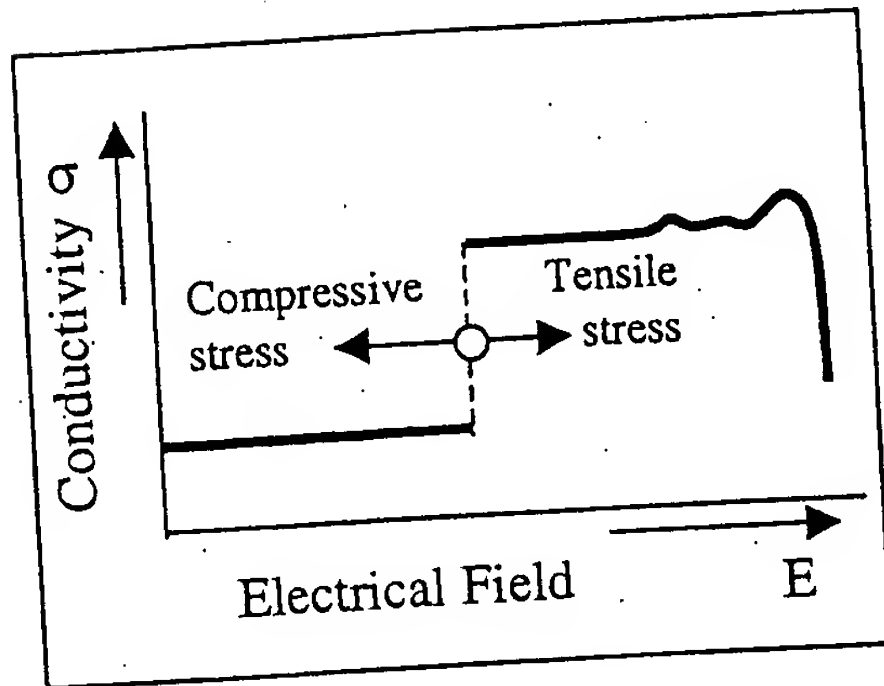 Conductivity σ
Compressive
stress
Tensile
stress
Electrical Field
E